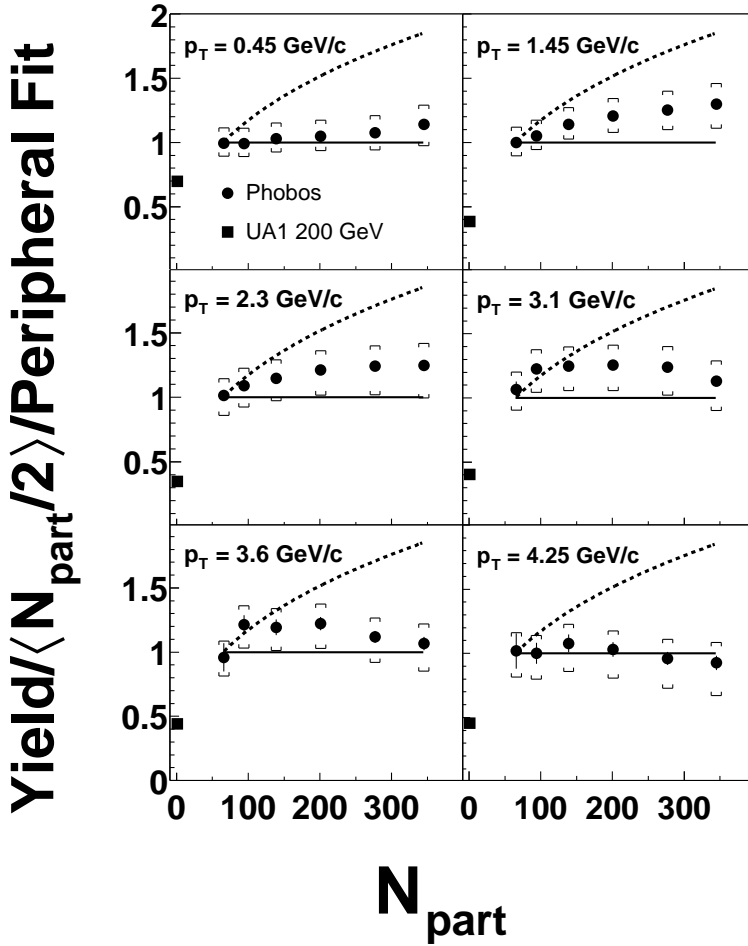 Yield/⟨N_part/2⟩/Peripheral Fit
2
1.5
1
0.5
p_T = 0.45 GeV/c
Phobos
UA1 200 GeV
p_T = 1.45 GeV/c
1.5
1
0.5
p_T = 2.3 GeV/c
p_T = 3.1 GeV/c
1.5
1
0.5
0
p_T = 3.6 GeV/c
p_T = 4.25 GeV/c
0 100 200 300 0 100 200 300
N_part